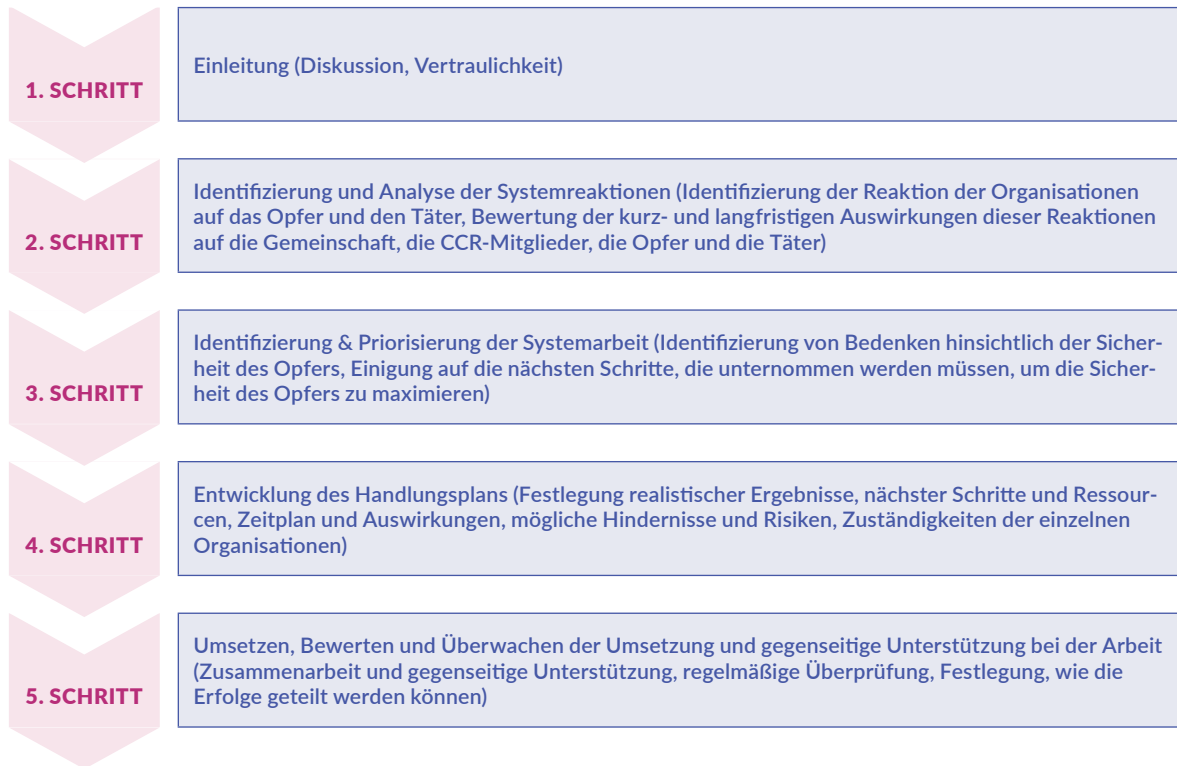 1. SCHRITT
Einleitung (Diskussion, Vertraulichkeit)
2. SCHRITT
Identifizierung und Analyse der Systemreaktionen (Identifizierung der Reaktion der Organisationen
auf das Opfer und den Täter, Bewertung der kurz- und langfristigen Auswirkungen dieser Reaktionen
auf die Gemeinschaft, die CCR-Mitglieder, die Opfer und die Täter)
3. SCHRITT
Identifizierung & Priorisierung der Systemarbeit (Identifizierung von Bedenken hinsichtlich der Sicher-
heit des Opfers, Einigung auf die nächsten Schritte, die unternommen werden müssen, um die Sicher-
heit des Opfers zu maximieren)
4. SCHRITT
Entwicklung des Handlungsplans (Festlegung realistischer Ergebnisse, nächster Schritte und Ressour-
cen, Zeitplan und Auswirkungen, mögliche Hindernisse und Risiken, Zuständigkeiten der einzelnen
Organisationen)
5. SCHRITT
Umsetzen, Bewerten und Überwachen der Umsetzung und gegenseitige Unterstützung bei der Arbeit
(Zusammenarbeit und gegenseitige Unterstützung, regelmäßige Überprüfung, Festlegung, wie die
Erfolge geteilt werden können)